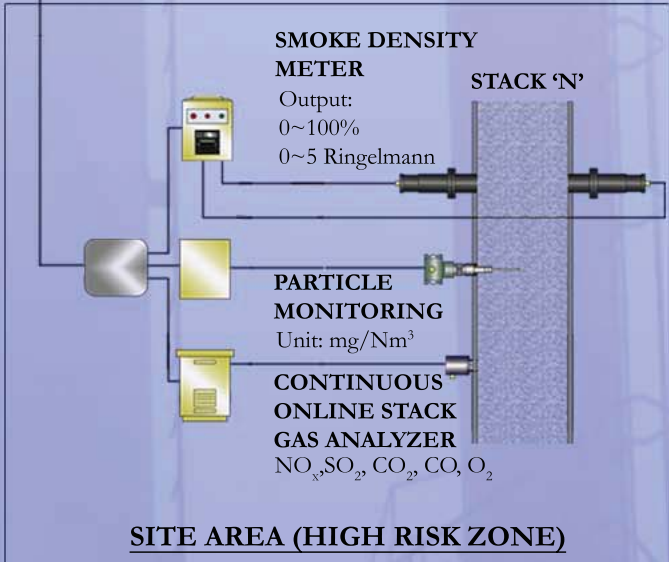 SMOKE DENSITY
METER
Output:
0~100%
0~5 Ringelmann
STACK ‘N’
PARTICLE
MONITORING
Unit: mg/Nm³
CONTINUOUS
ONLINE STACK
GAS ANALYZER
NOₓ,SO₂, CO₂, CO, O₂
SITE AREA (HIGH RISK ZONE)